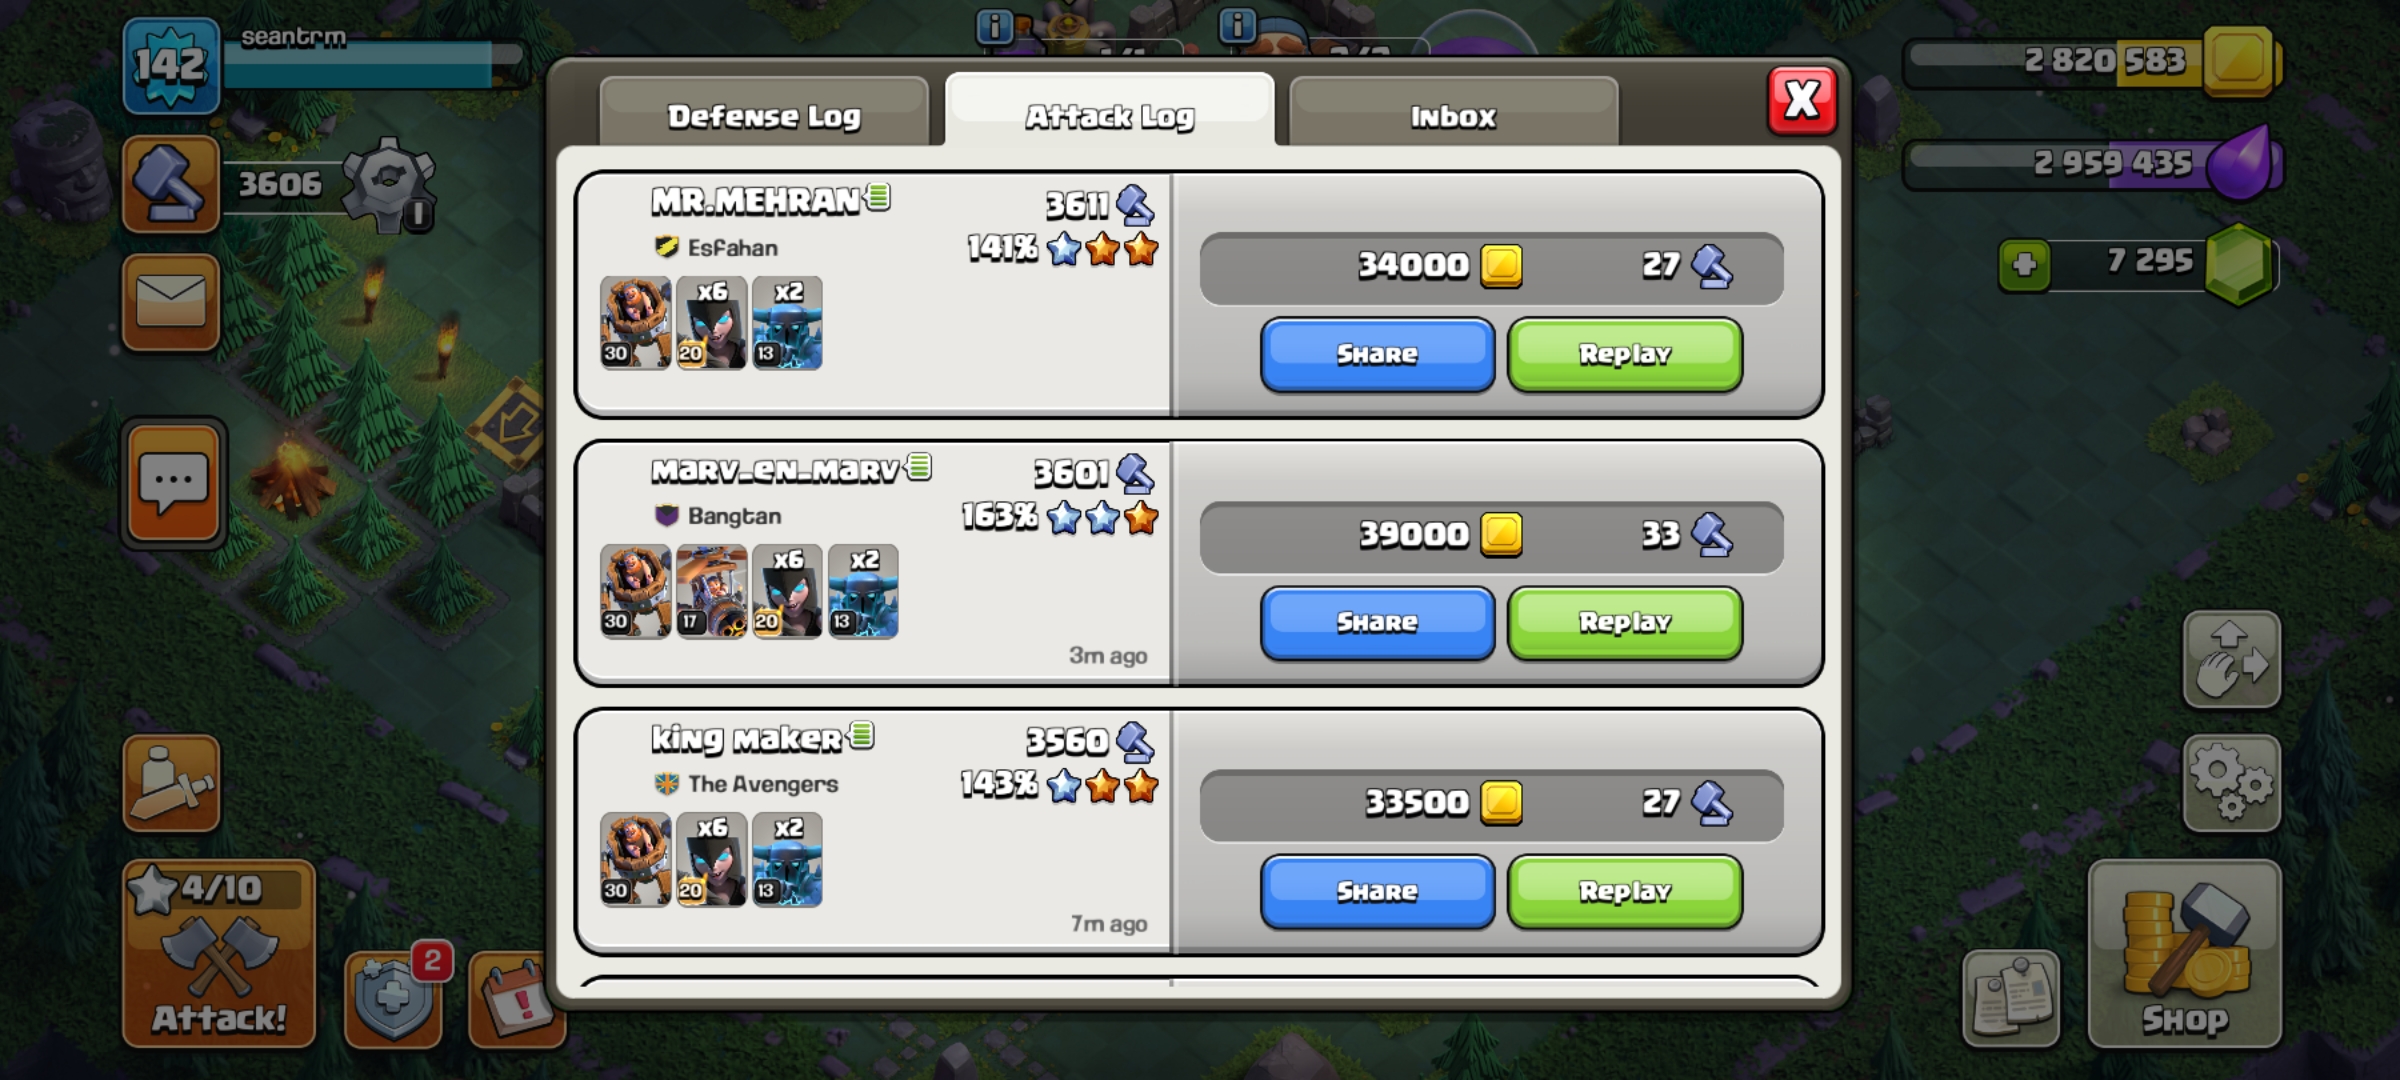 142
seantrm
3606
I
2 820 583
2 959 435
7 295
Defense Log
Attack Log
Inbox
X
MR.MEHRAN
3611
Esfahan
141%
30
x6
20
x2
13
34000
27
Share
Replay
Marv_en_Marv
3601
Bangtan
163%
30
17
x6
20
x2
13
3m ago
39000
33
Share
Replay
king maker
3560
The Avengers
143%
30
x6
20
x2
13
7m ago
33500
27
Share
Replay
4/10
Attack!
2
Shop